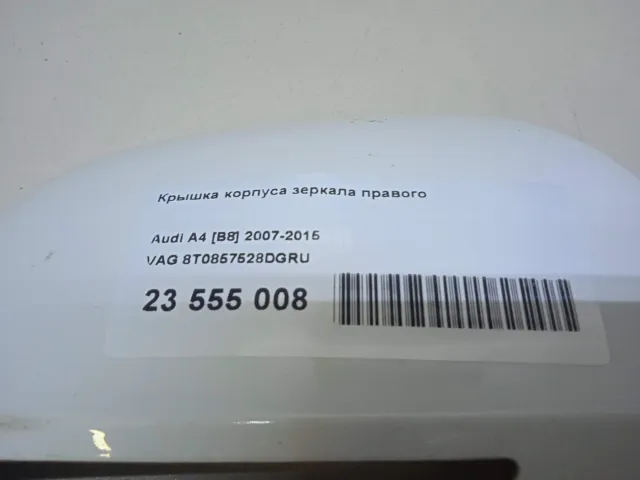 Крышка корпуса зеркала правого
Audi A4 [B8] 2007-2015
VAG 8T0857528DGRU
23 555 008